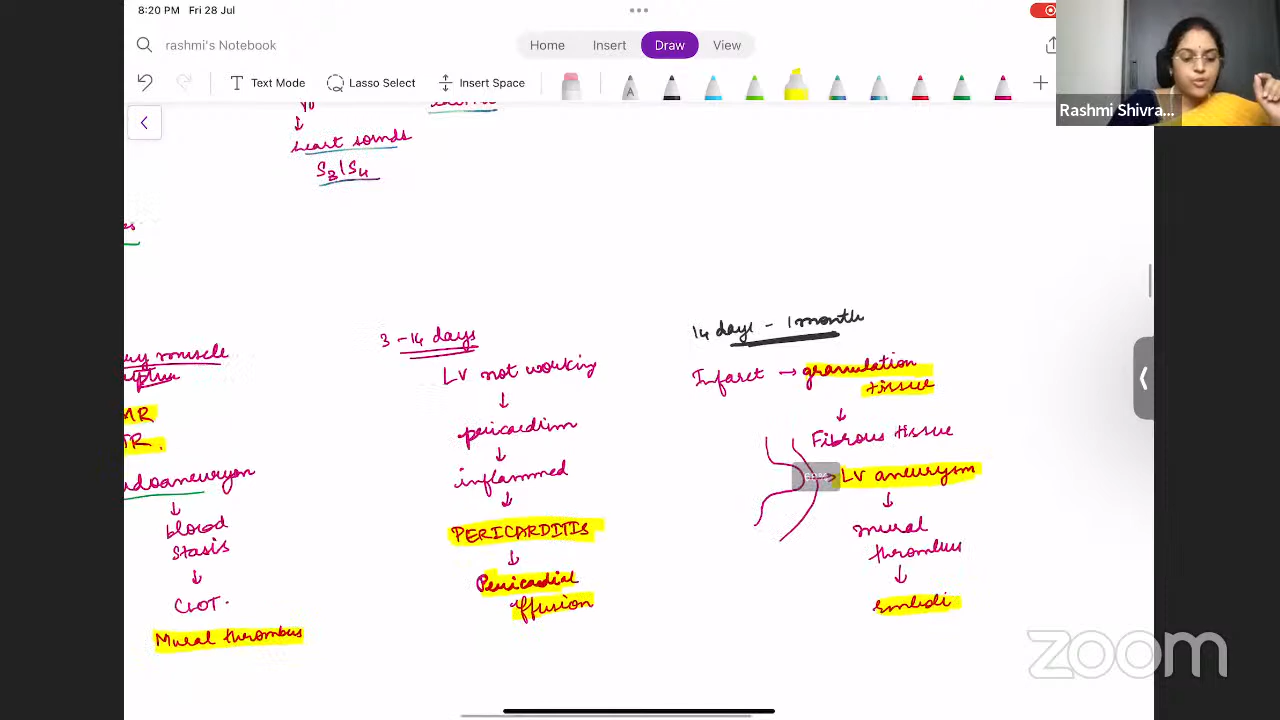 8:20 PM Fri 28 Jul
rashmi's Notebook
Home Insert Draw View
Text Mode
Lasso Select
Insert Space
Rashmi Shivra...
heart sounds
S3/S4
muscle
MR
TR.
blood
stasis
CLOT.
Mural thrombus
3-14 days
LV not working
pericardium
inflammed
PERICARDITIS
Pericardial
effusion
14 days - 1 month
Infarct → granulation
tissue
Fibrous tissue
LV aneurysm
mural
thrombus
emboli
zoom